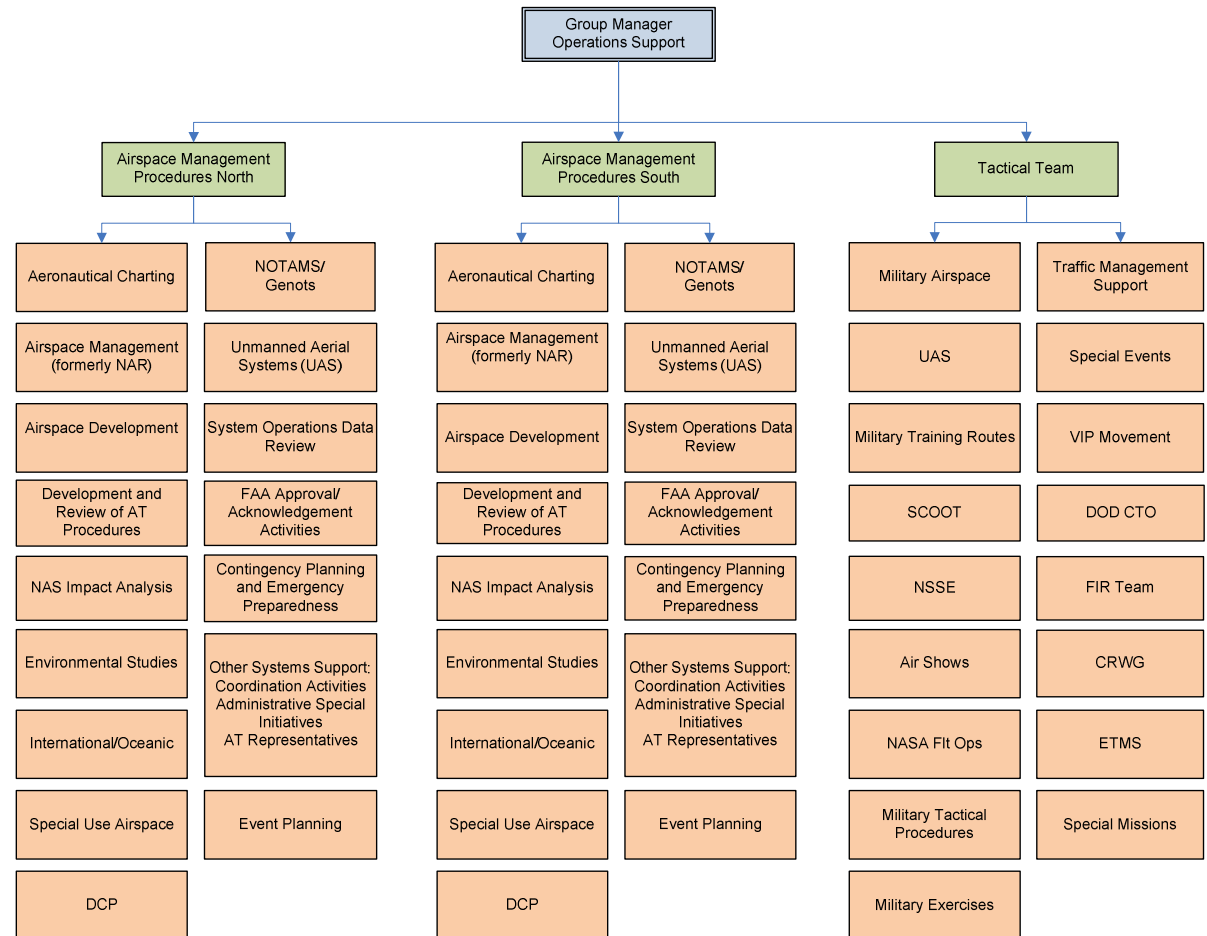 Group Manager
Operations Support
Airspace Management
Procedures North
Airspace Management
Procedures South
Tactical Team
Aeronautical Charting
NOTAMS/
Genots
Airspace Management
(formerly NAR)
Unmanned Aerial
Systems (UAS)
Airspace Development
System Operations Data
Review
Development and
Review of AT
Procedures
FAA Approval/
Acknowledgement
Activities
NAS Impact Analysis
Contingency Planning
and Emergency
Preparedness
Environmental Studies
Other Systems Support:
Coordination Activities
Administrative Special
Initiatives
AT Representatives
International/Oceanic
Special Use Airspace
Event Planning
DCP
Aeronautical Charting
NOTAMS/
Genots
Airspace Management
(formerly NAR)
Unmanned Aerial
Systems (UAS)
Airspace Development
System Operations Data
Review
Development and
Review of AT
Procedures
FAA Approval/
Acknowledgement
Activities
NAS Impact Analysis
Contingency Planning
and Emergency
Preparedness
Environmental Studies
Other Systems Support:
Coordination Activities
Administrative Special
Initiatives
AT Representatives
International/Oceanic
Special Use Airspace
Event Planning
DCP
Military Airspace
Traffic Management
Support
UAS
Special Events
Military Training Routes
VIP Movement
SCOOT
DOD CTO
NSSE
FIR Team
Air Shows
CRWG
NASA Flt Ops
ETMS
Military Tactical
Procedures
Special Missions
Military Exercises